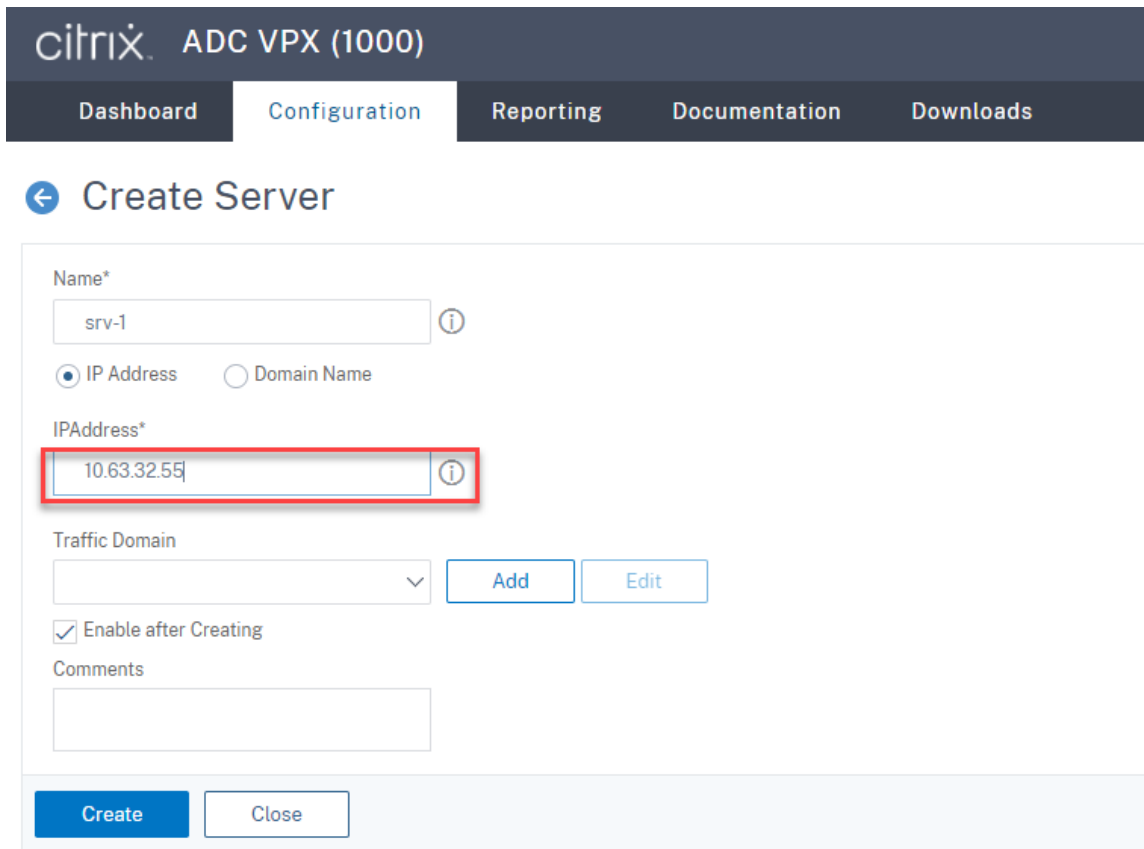 citrix. ADC VPX (1000)
Dashboard Configuration Reporting Documentation Downloads
Create Server
Name*
srv-1
IP Address Domain Name
IPAddress*
10.63.32.55
Traffic Domain
Add Edit
Enable after Creating
Comments
Create Close